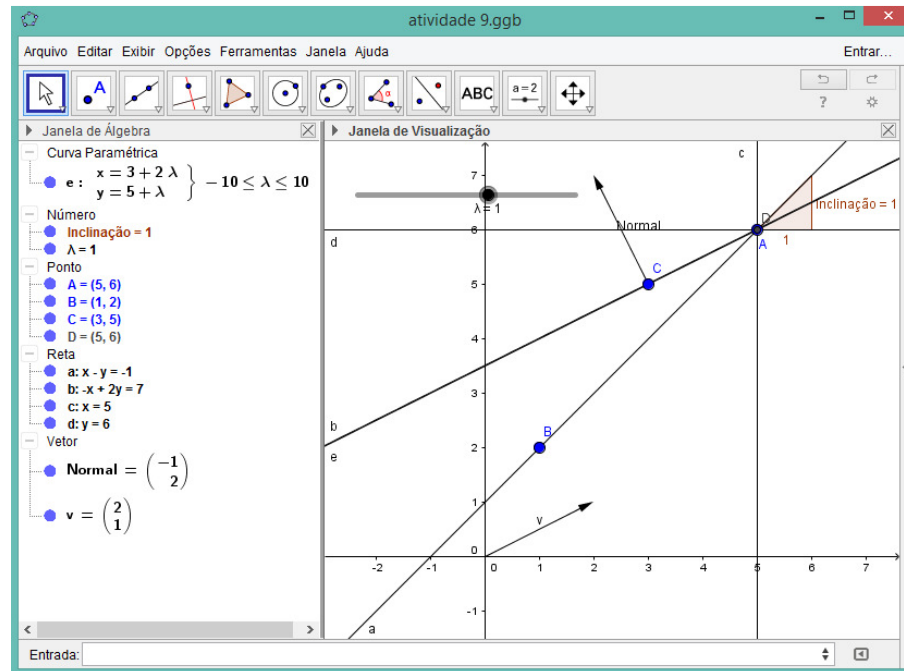 atividade 9.ggb
Arquivo Editar Exibir Opções Ferramentas Janela Ajuda
Entrar...
A
α
ABC
a=2
?
Janela de Álgebra
Curva Paramétrica
e : x = 3 + 2 λ
y = 5 + λ } − 10 ≤ λ ≤ 10
Número
Inclinação = 1
λ = 1
Ponto
A = (5, 6)
B = (1, 2)
C = (3, 5)
D = (5, 6)
Reta
a: x - y = -1
b: -x + 2y = 7
c: x = 5
d: y = 6
Vetor
Normal = (−1
2)
v = (2
1)
Janela de Visualização
c
7
λ = 1
Inclinação = 1
D
Normal
6
d
A
1
C
5
4
3
b
B
e
2
1
v
0
-2 -1 0 1 2 3 4 5 6 7
-1
a
Entrada: